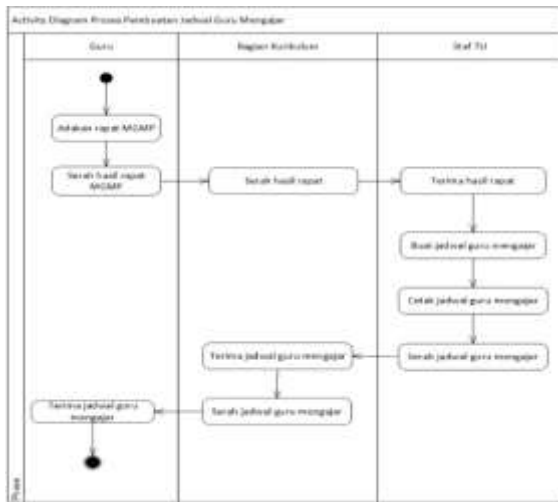 Activity Diagram Proses Pembuatan Jadwal Guru Mengajar
Guru
Bagian Kurikulum
Staf TU
Adakan rapat MGMP
Serah hasil rapat
MGMP
Serah hasil rapat
Terima hasil rapat
Buat jadwal guru mengajar
Cetak jadwal guru mengajar
Terima jadwal guru mengajar
Serah jadwal guru mengajar
Terima jadwal guru
mengajar
Serah jadwal guru mengajar
Phase